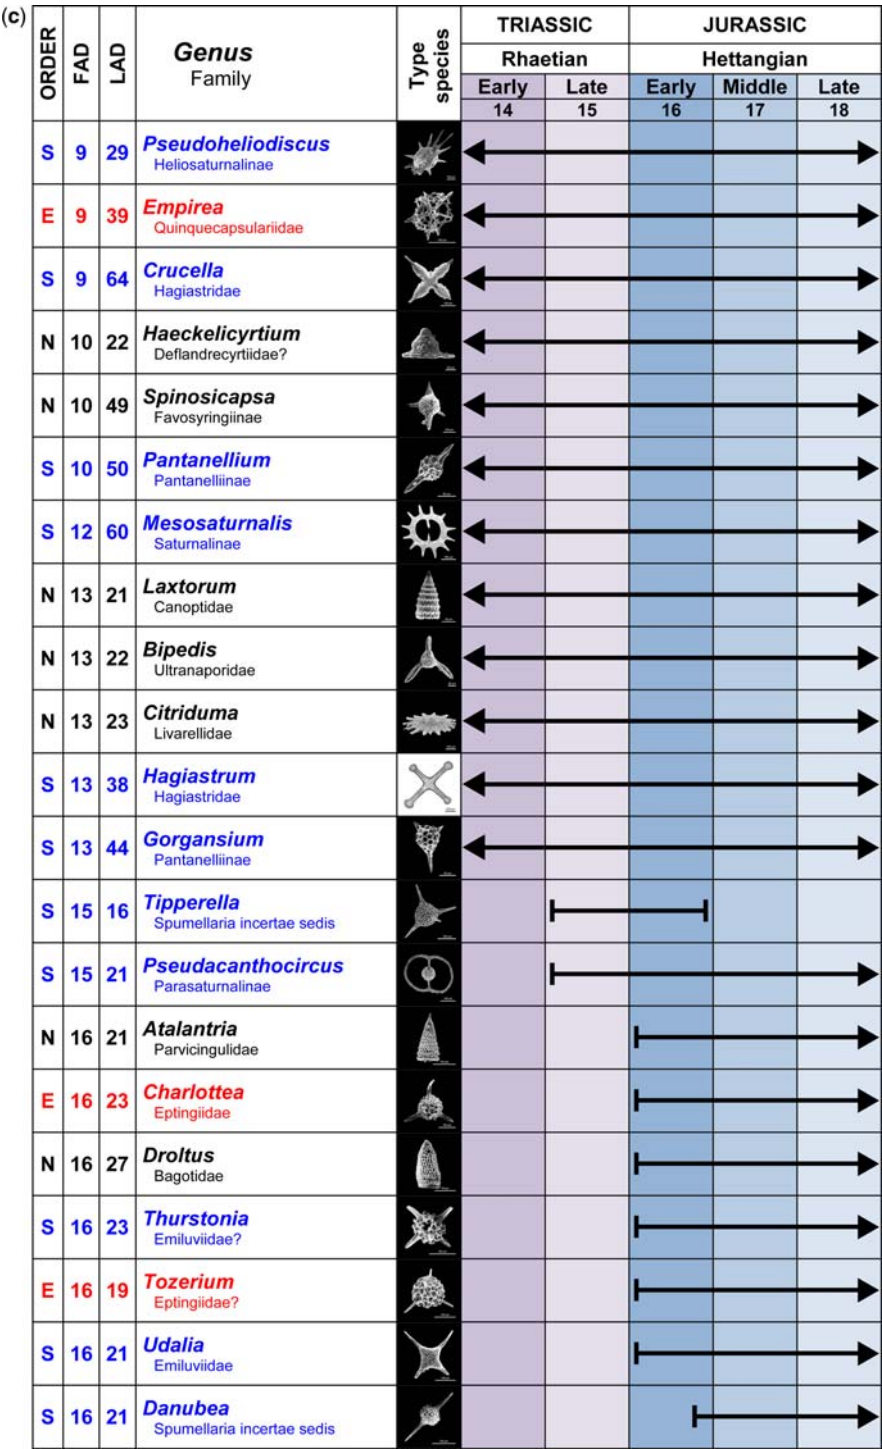 (c)
ORDER FAD LAD Genus Family Type species TRIASSIC JURASSIC
Rhaetian Hettangian
Early Late Early Middle Late
14 15 16 17 18
S 9 29 Pseudoheliodiscus
Heliosaturnalinae
E 9 39 Empirea
Quinquecapsulariidae
S 9 64 Crucella
Hagiastridae
N 10 22 Haeckelicyrtium
Deflandrecyrtiidae?
N 10 49 Spinosicapsa
Favosyringiinae
S 10 50 Pantanellium
Pantanelliinae
S 12 60 Mesosaturnalis
Saturnalinae
N 13 21 Laxtorum
Canoptidae
N 13 22 Bipedis
Ultranaporidae
N 13 23 Citriduma
Livarellidae
S 13 38 Hagiastrum
Hagiastridae
S 13 44 Gorgansium
Pantanelliinae
S 15 16 Tipperella
Spumellaria incertae sedis
S 15 21 Pseudacanthocircus
Parasaturnalinae
N 16 21 Atalantria
Parvicingulidae
E 16 23 Charlottea
Eptingiidae
N 16 27 Droltus
Bagotidae
S 16 23 Thurstonia
Emiluviidae?
E 16 19 Tozerium
Eptingiidae?
S 16 21 Udalia
Emiluviidae
S 16 21 Danubea
Spumellaria incertae sedis